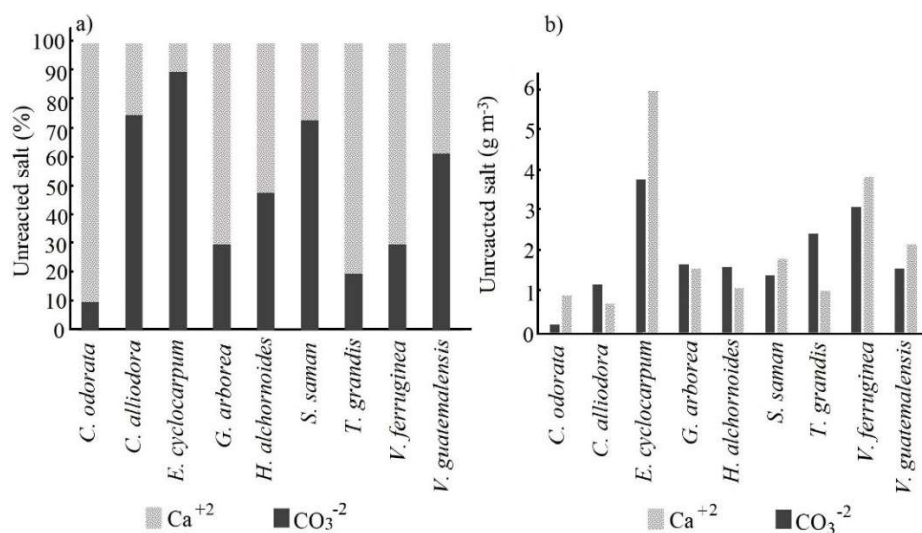 a)
Unreacted salt (%)
100
90
80
70
60
50
40
30
20
10
0
C. odorata
C. alliodora
E. cyclocarpum
G. arborea
H. alchornoides
S. saman
T. grandis
V. ferruginea
V. guatemalensis
Ca+2
CO3-2
b)
Unreacted salt (g m-3)
6
5
4
3
2
1
0
C. odorata
C. alliodora
E. cyclocarpum
G. arborea
H. alchornoides
S. saman
T. grandis
V. ferruginea
V. guatemalensis
Ca+2
CO3-2